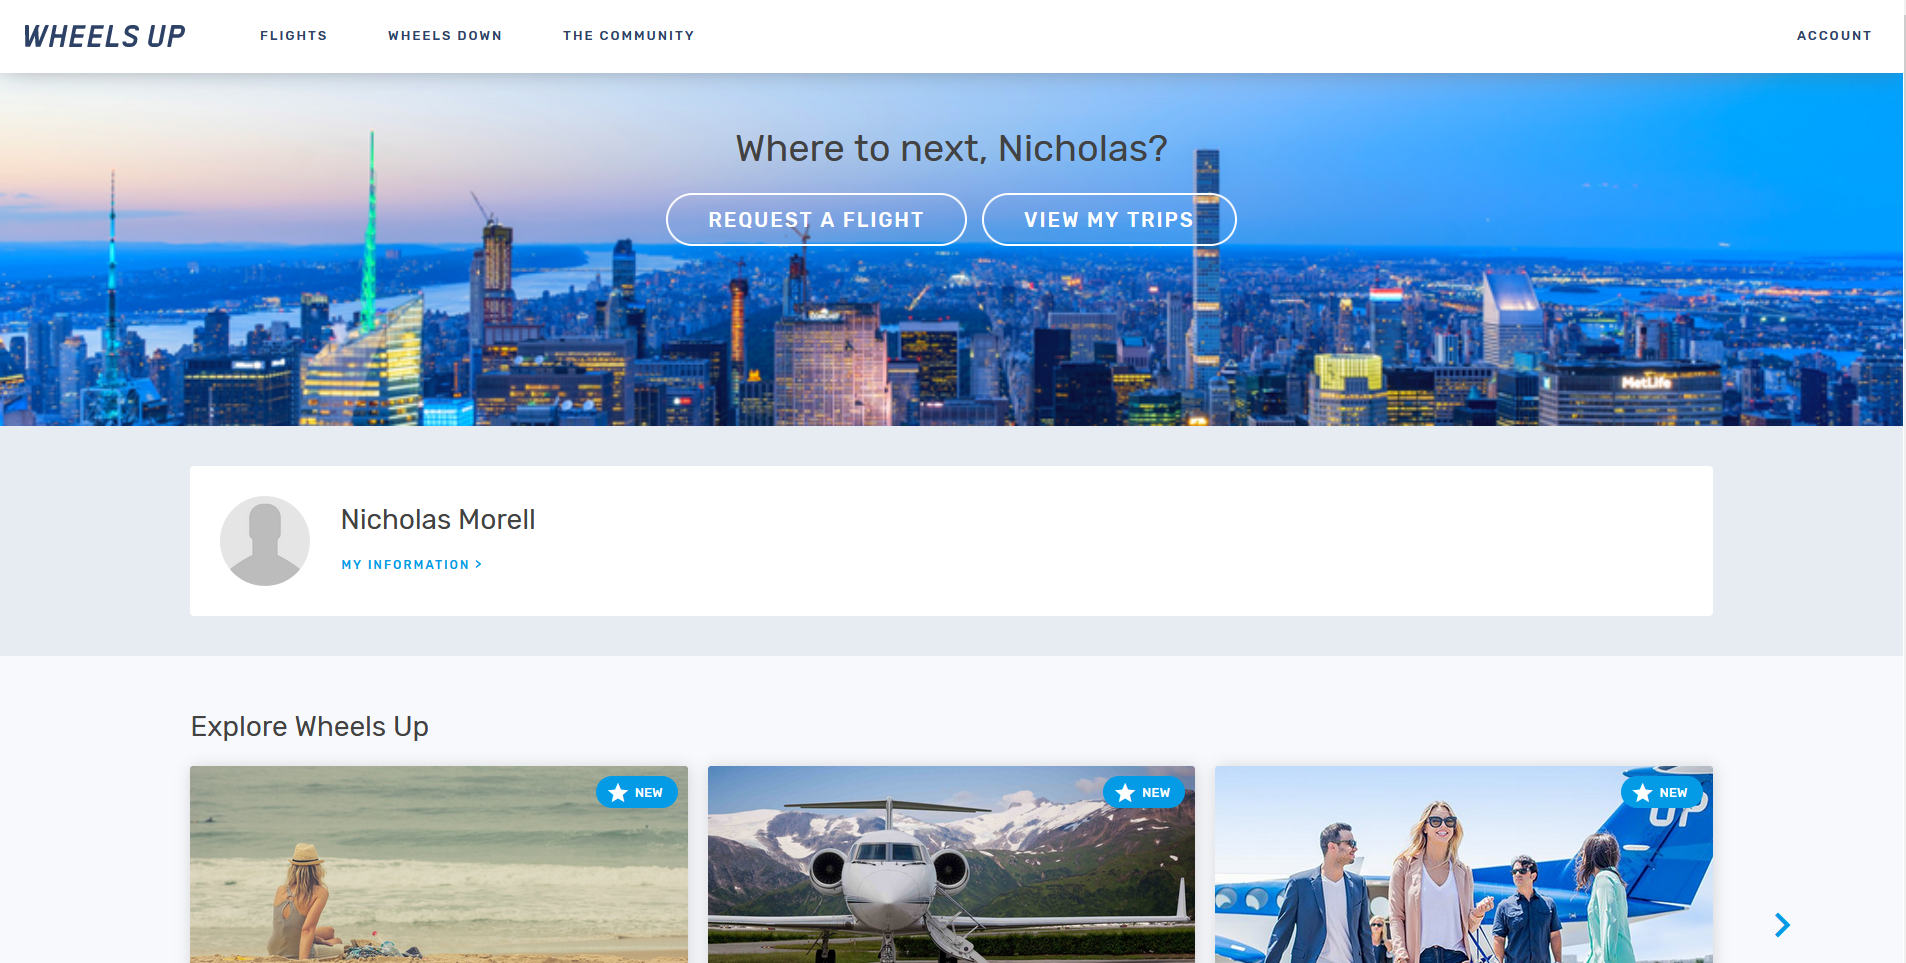 WHEELS UP
FLIGHTS
WHEELS DOWN
THE COMMUNITY
ACCOUNT
Where to next, Nicholas?
REQUEST A FLIGHT
VIEW MY TRIPS
MetLife
Nicholas Morell
MY INFORMATION >
Explore Wheels Up
NEW
NEW
NEW
UP